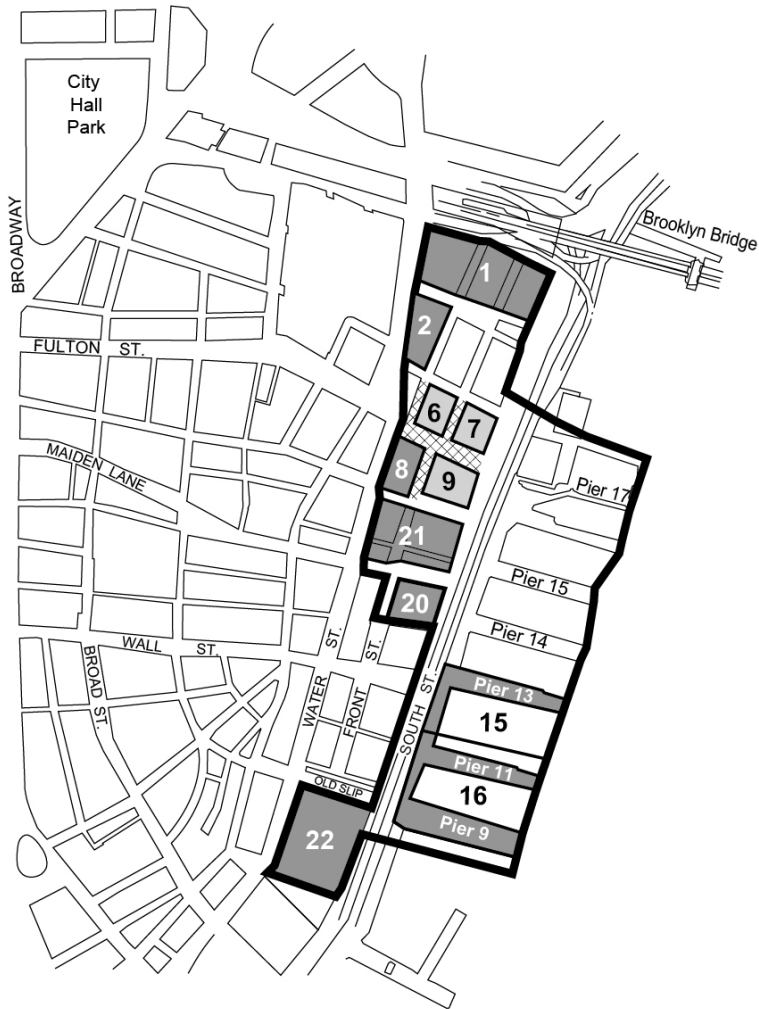 City
Hall
Park
BROADWAY
Brooklyn Bridge
1
2
FULTON ST.
6
7
MAIDEN LANE
8
9
Pier 17
21
Pier 15
20
Pier 14
WALL ST.
BROAD ST.
WATER ST.
FRONT ST.
SOUTH ST.
Pier 13
15
Pier 11
16
OLD SLIP
Pier 9
22